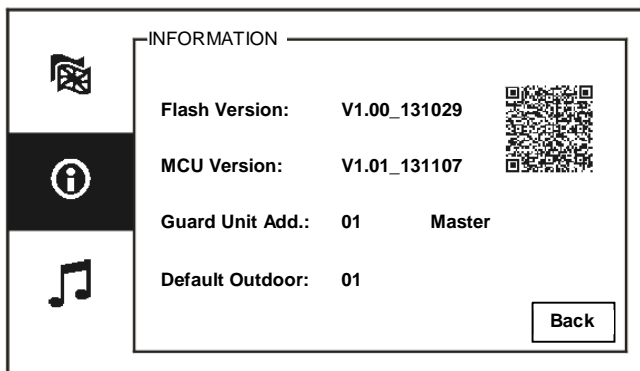 INFORMATION
Flash Version: V1.00_131029
MCU Version: V1.01_131107
Guard Unit Add.: 01 Master
Default Outdoor: 01
Back